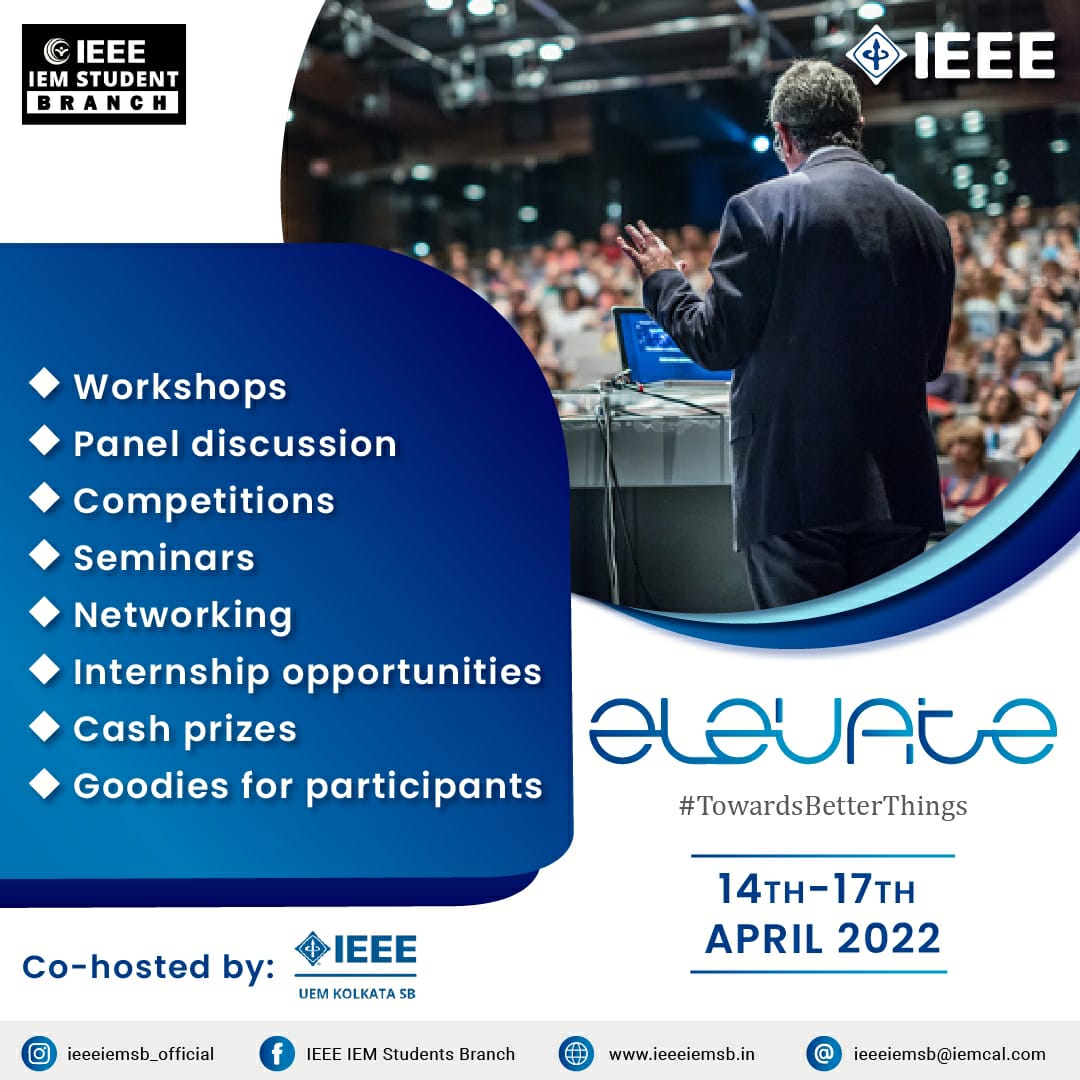 IEEE
IEM STUDENT
BRANCH
IEEE
Workshops
Panel discussion
Competitions
Seminars
Networking
Internship opportunities
Cash prizes
Goodies for participants
elevate
#TowardsBetterThings
14TH-17TH
APRIL 2022
Co-hosted by:
IEEE
UEM KOLKATA SB
ieeeiemsb_official
IEEE IEM Students Branch
www.ieeeiemsb.in
ieeeiemsb@iemcal.com